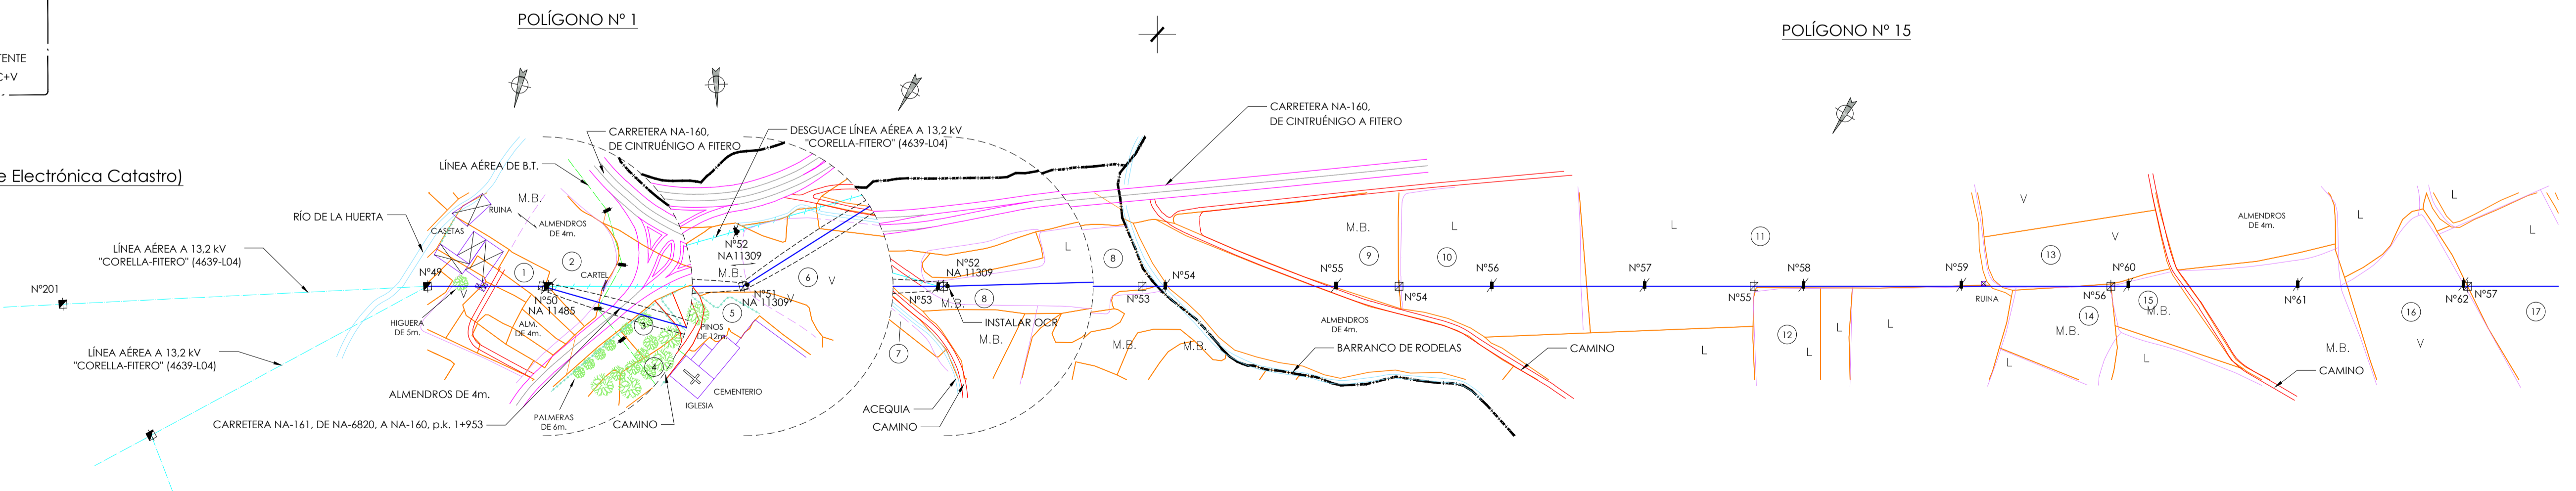 POLÍGONO Nº 1
POLÍGONO Nº 15
C+V
e Electrónica Catastro)
CARRETERA NA-160,
DE CINTRUÉNIGO A FITERO
DESGUACE LÍNEA AÉREA A 13,2 kV
"CORELLA-FITERO" (4639-L04)
CARRETERA NA-160,
DE CINTRUÉNIGO A FITERO
LÍNEA AÉREA DE B.T.
RÍO DE LA HUERTA
LÍNEA AÉREA A 13,2 kV
"CORELLA-FITERO" (4639-L04)
Nº201
LÍNEA AÉREA A 13,2 kV
"CORELLA-FITERO" (4639-L04)
M.B.
RUINA
ALMENDROS
DE 4m.
CASETAS
Nº49
1
2
CARTEL
V
Nº50
NA 11485
HIGUERA
DE 5m.
ALM.
DE 4m.
ALMENDROS DE 4m.
CARRETERA NA-161, DE NA-6820, A NA-160, p.k. 1+953
PALMERAS
DE 6m.
CAMINO
3
4
5
PINOS
DE 12m.
IGLESIA
CEMENTERIO
Nº52
NA11309
M.B.
Nº51
NA 11309
V
6
V
7
Nº53
Nº52
NA 11309
M.B.
8
L
INSTALAR OCR
M.B.
ACEQUIA
CAMINO
8
Nº53
Nº54
M.B.
M.B.
BARRANCO DE RODELAS
M.B.
9
L
10
Nº55
Nº54
Nº56
ALMENDROS
DE 4m.
CAMINO
L
Nº57
11
Nº55
Nº58
12
L
L
L
L
V
13
V
Nº59
RUINA
L
Nº56
Nº60
14
15
M.B.
M.B.
L
ALMENDROS
DE 4m.
Nº61
CAMINO
M.B.
L
16
V
L
L
Nº62
Nº57
17